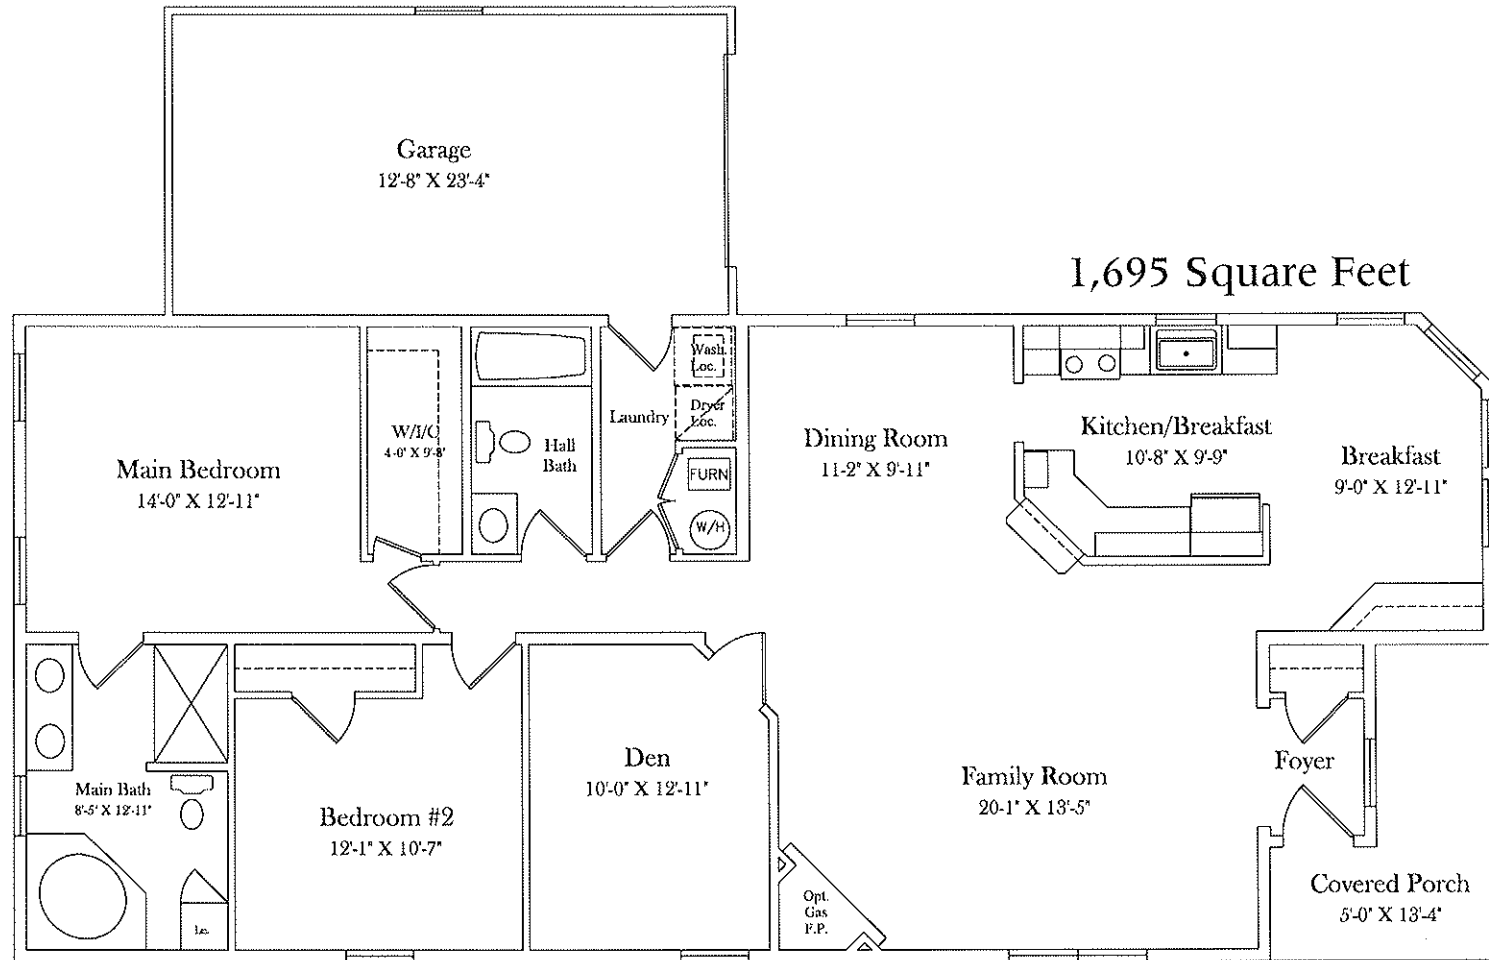 Garage
12'-8" X 23'-4"
1,695 Square Feet
Wash.
Loc.
Dryer
Loc.
Laundry
W/I/C
4'-0" X 9'-8"
Hall
Bath
FURN
W/H
Main Bedroom
14'-0" X 12'-11"
Dining Room
11'-2" X 9'-11"
Kitchen/Breakfast
10'-8" X 9'-9"
Breakfast
9'-0" X 12'-11"
Main Bath
8'-5" X 12'-11"
Bedroom #2
12'-1" X 10'-7"
Den
10'-0" X 12'-11"
Family Room
20'-1" X 13'-5"
Foyer
Opt.
Gas
F.P.
Covered Porch
5'-0" X 13'-4"